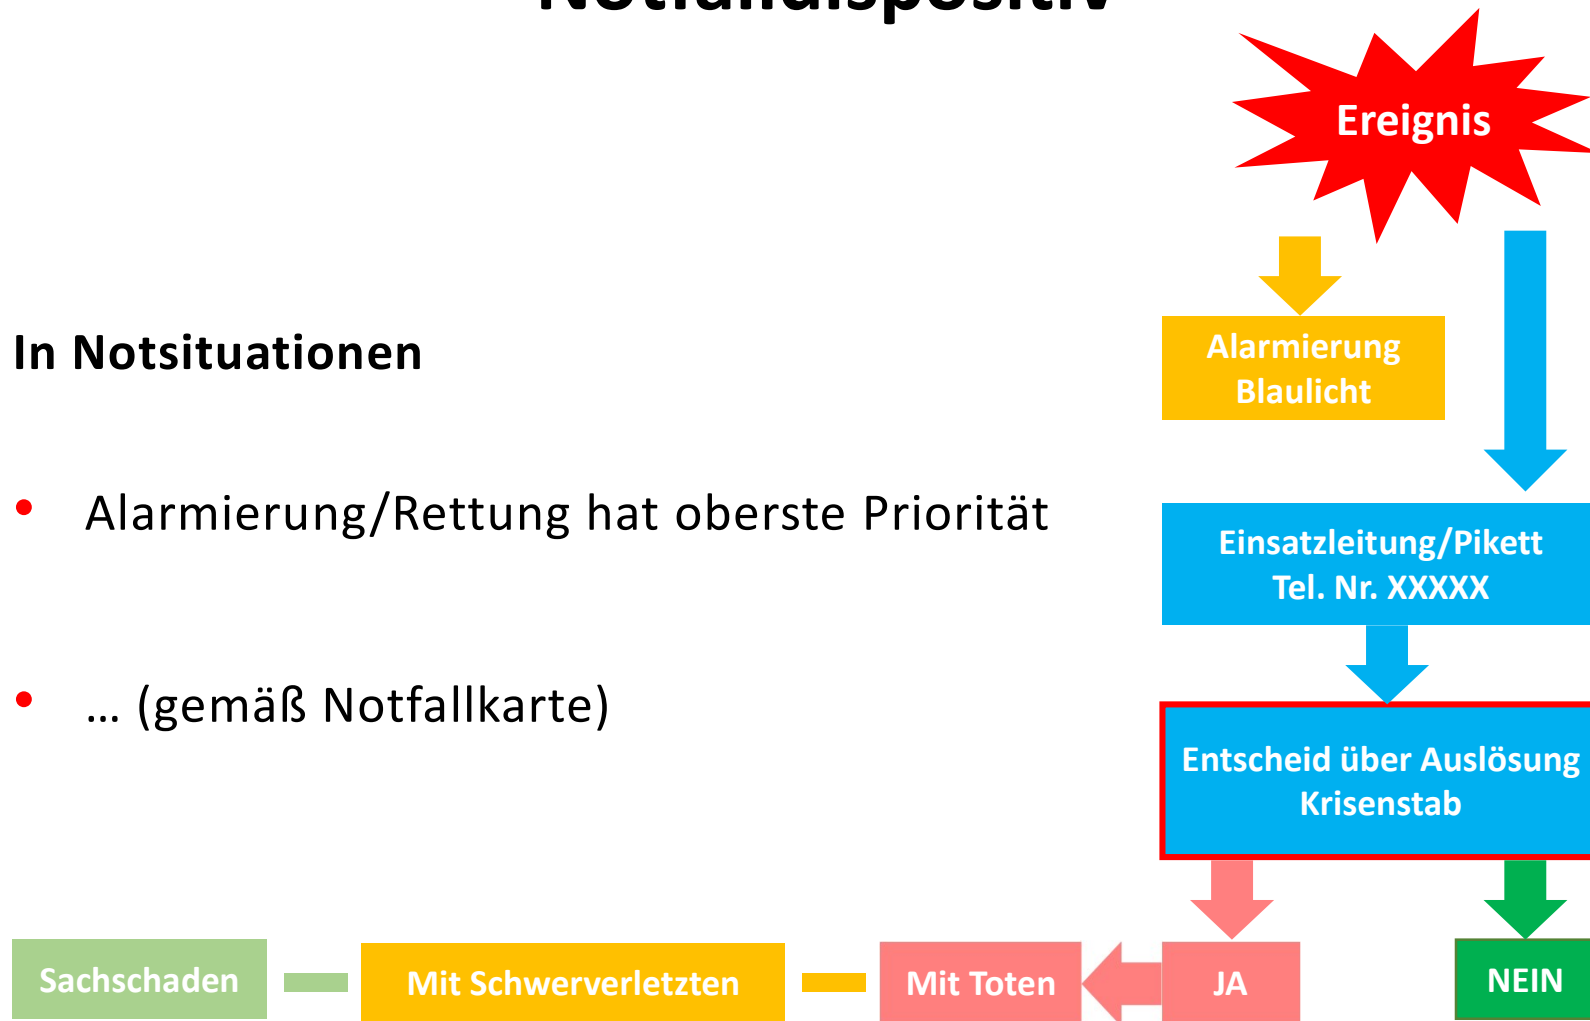 Notfalldispositiv
Ereignis
Alarmierung
Blaulicht
In Notsituationen
• Alarmierung/Rettung hat oberste Priorität
Einsatzleitung/Pikett
Tel. Nr. XXXXX
• … (gemäß Notfallkarte)
Entscheid über Auslösung
Krisenstab
Sachschaden
Mit Schwerverletzten
Mit Toten
JA
NEIN